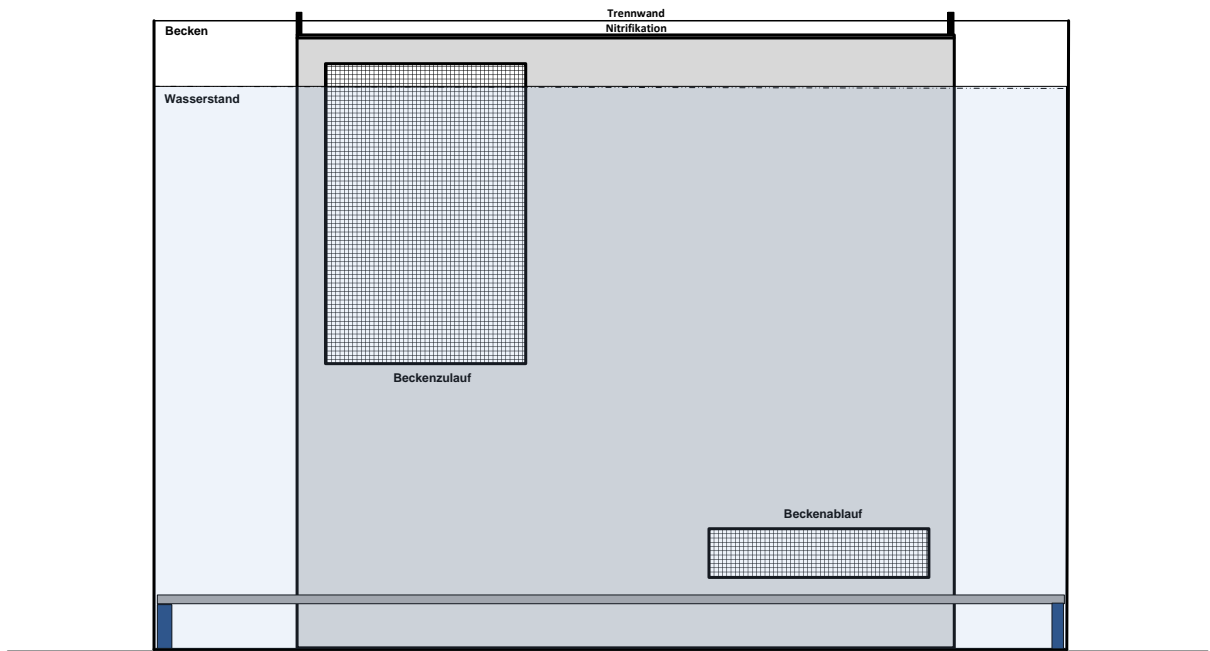 Trennwand
Nitrifikation
Becken
Wasserstand
Beckenzulauf
Beckenablauf